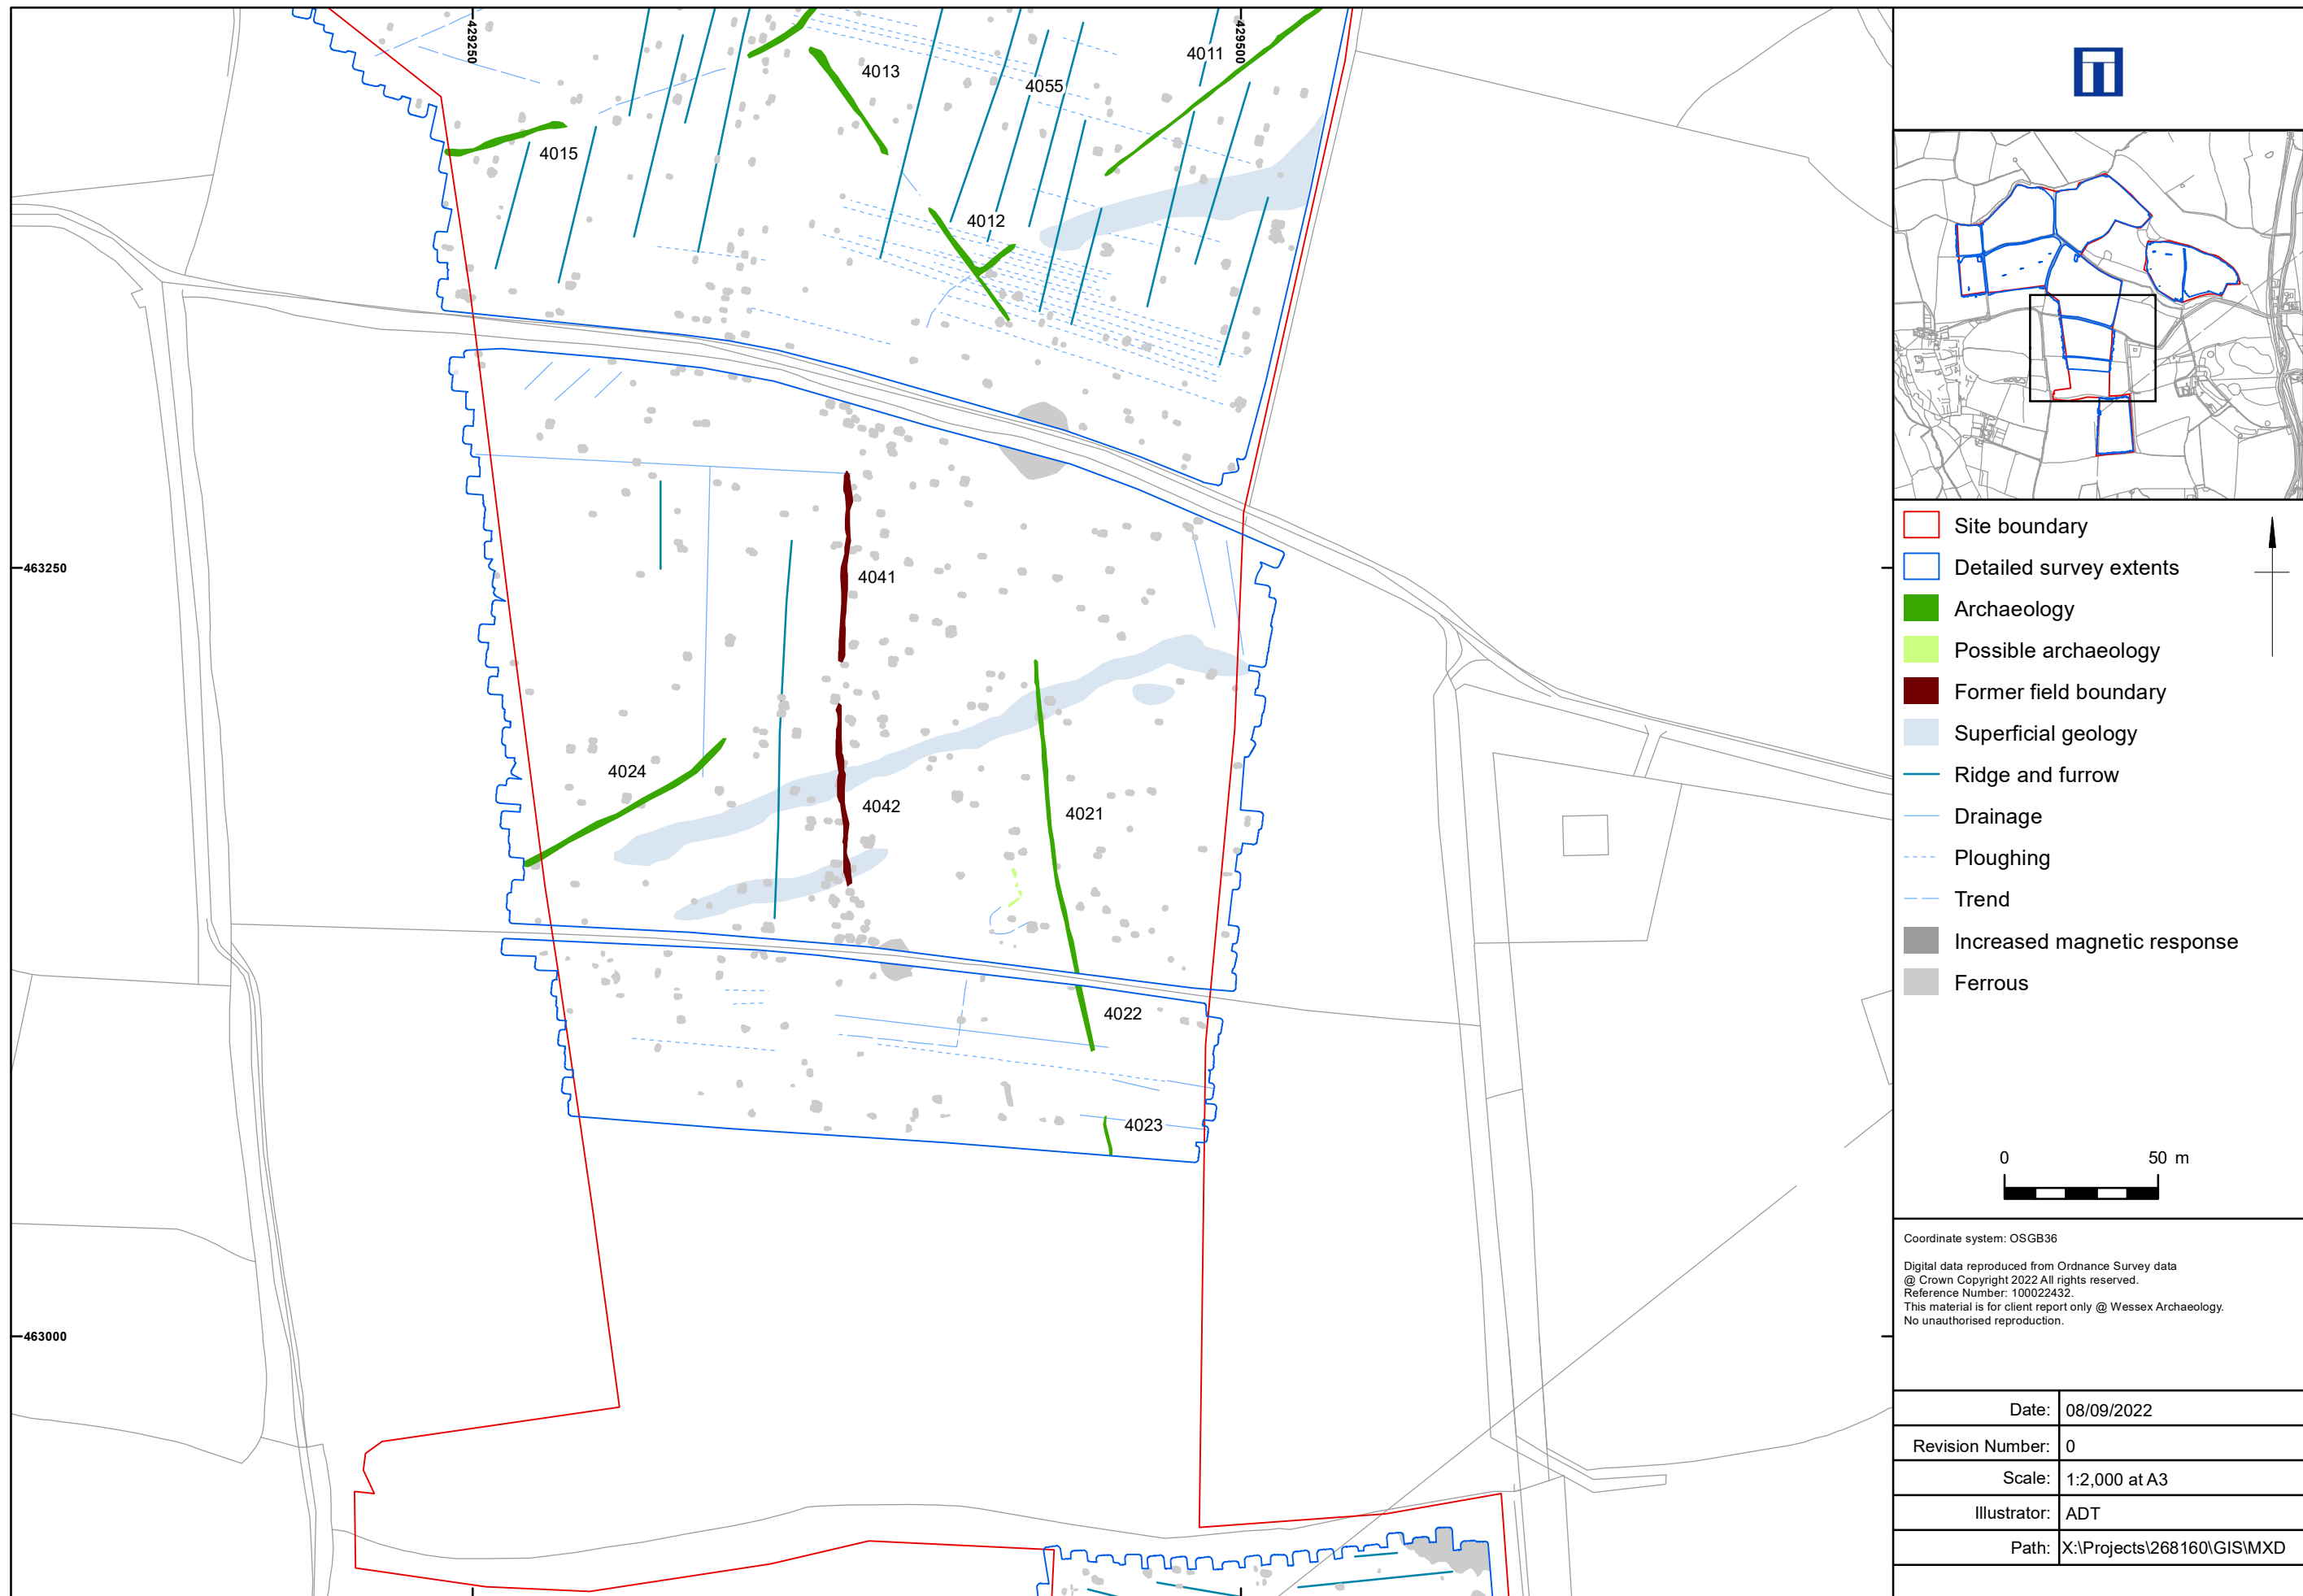 429250
429500
4013
4011
4055
4015
4012
463250
4041
4024
4042
4021
4022
4023
463000
Site boundary
Detailed survey extents
Archaeology
Possible archaeology
Former field boundary
Superficial geology
Ridge and furrow
Drainage
Ploughing
Trend
Increased magnetic response
Ferrous
0 50 m
Coordinate system: OSGB36
Digital data reproduced from Ordnance Survey data
@ Crown Copyright 2022 All rights reserved.
Reference Number: 100022432.
This material is for client report only @ Wessex Archaeology.
No unauthorised reproduction.
Date: 08/09/2022
Revision Number: 0
Scale: 1:2,000 at A3
Illustrator: ADT
Path: X:\Projects\268160\GIS\MXD